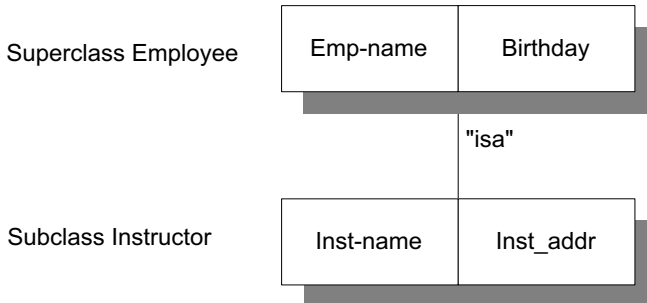 Superclass Employee
Emp-name
Birthday
"isa"
Subclass Instructor
Inst-name
Inst_addr